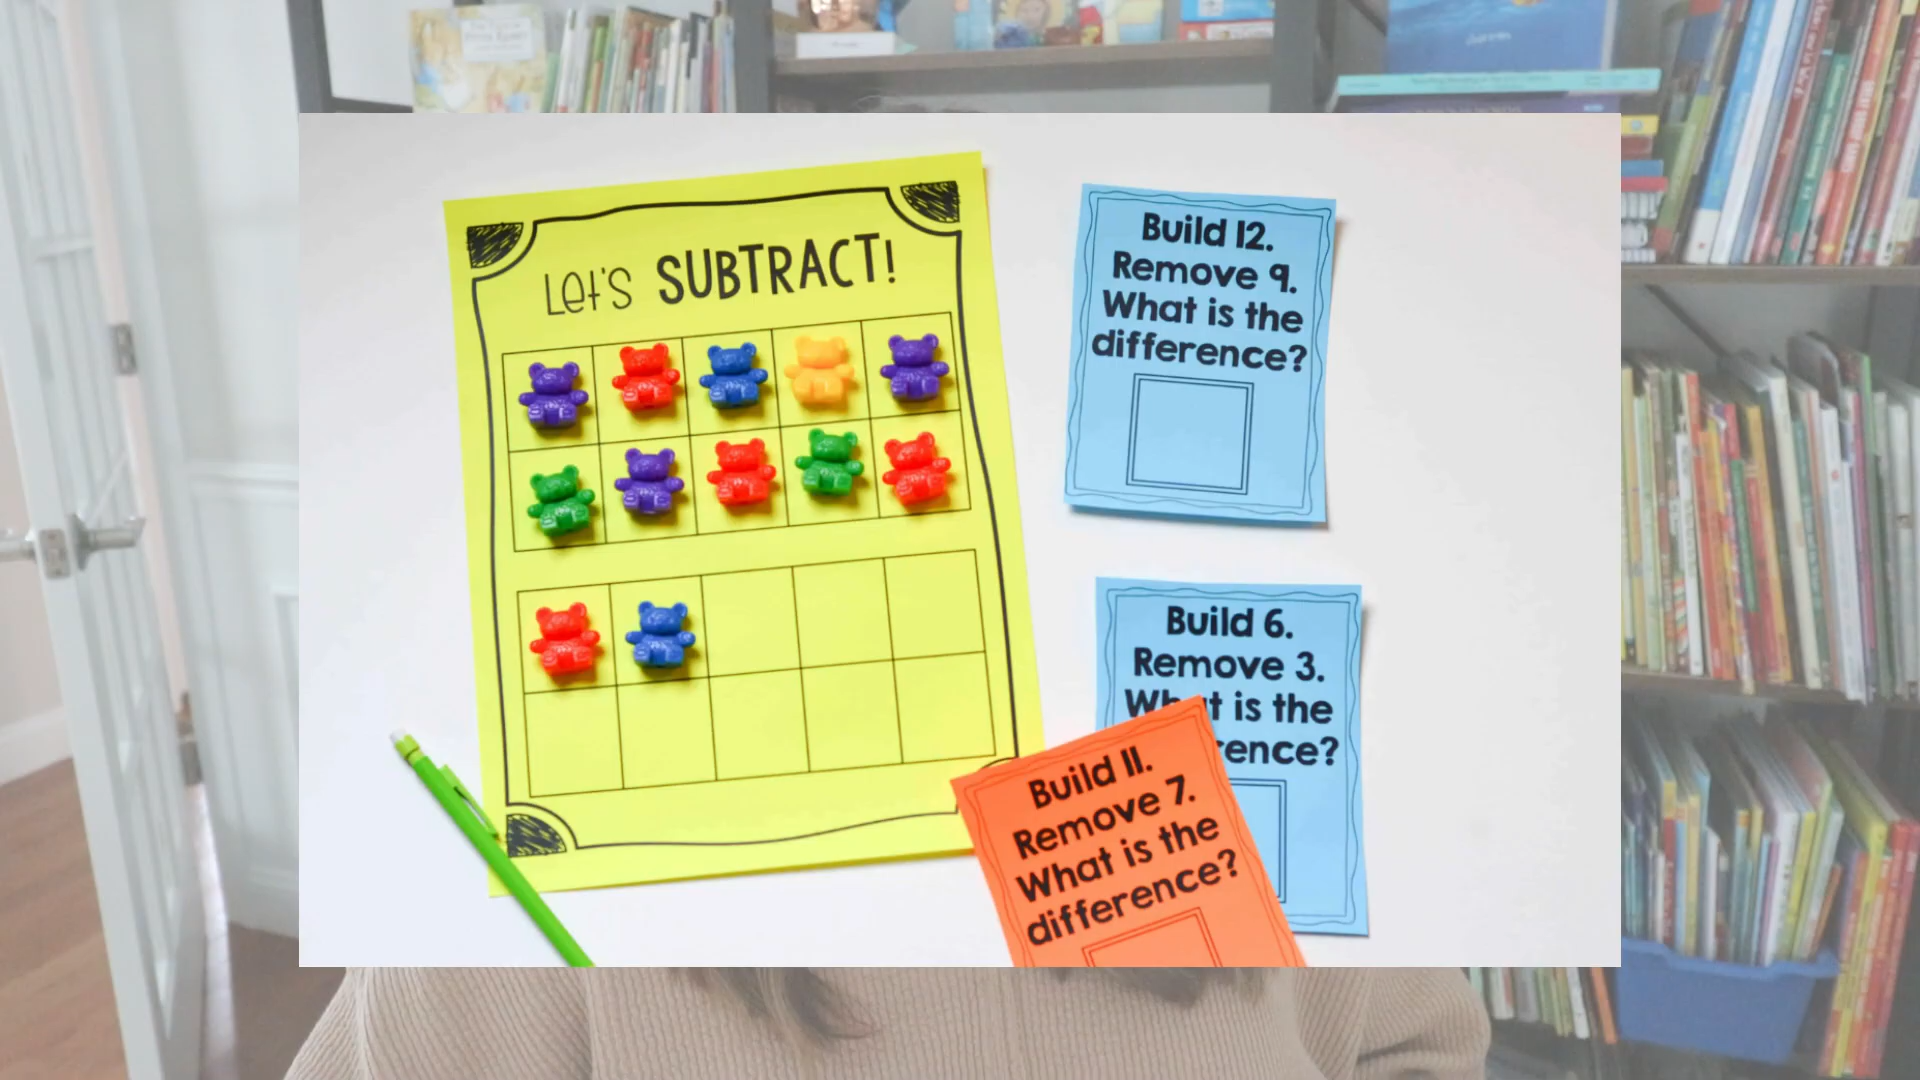 Let's SUBTRACT!
Build 12.
Remove 9.
What is the
difference?
Build 6.
Remove 3.
is the
Build 11.
Remove 7.
What is the
difference?